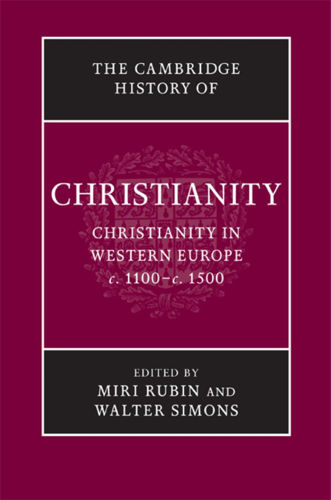 THE CAMBRIDGE
HISTORY OF
CHRISTIANITY
CHRISTIANITY IN
WESTERN EUROPE
c. 1100–c. 1500
EDITED BY
MIRI RUBIN AND
WALTER SIMONS